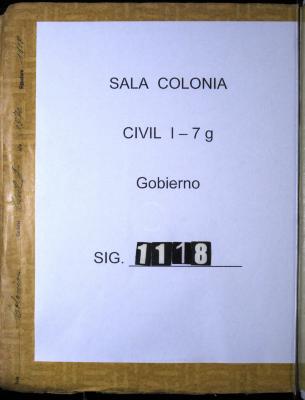 SALA COLONIA
CIVIL I – 7 g
Gobierno
SIG. 1118